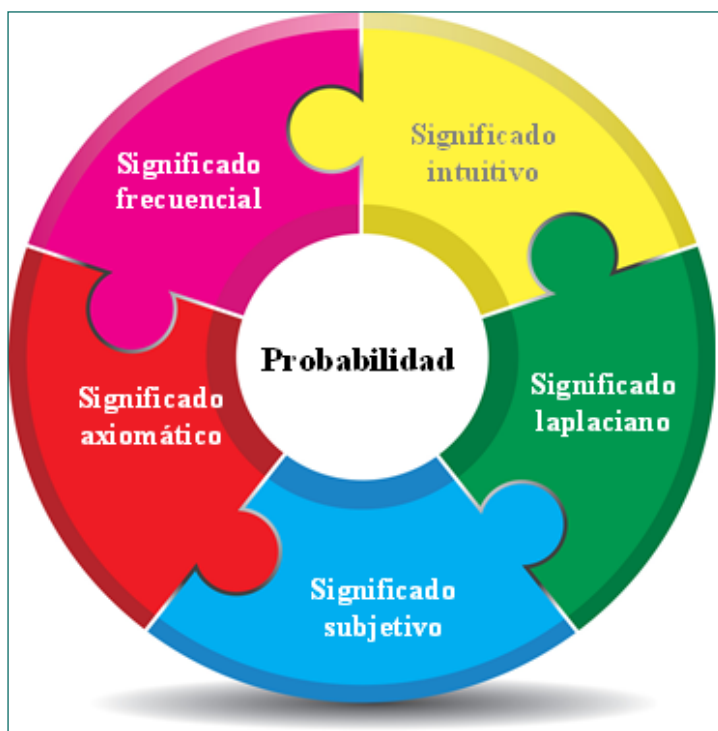 Significado
intuitivo
Significado
frecuencial
Probabilidad
Significado
laplaciano
Significado
axiomático
Significado
subjetivo